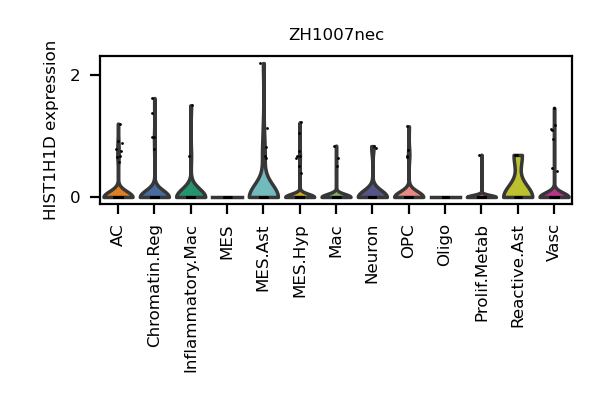 ZH1007nec
HIST1H1D expression
2
0
AC
Chromatin.Reg
Inflammatory.Mac
MES
MES.Ast
MES.Hyp
Mac
Neuron
OPC
Oligo
Prolif.Metab
Reactive.Ast
Vasc